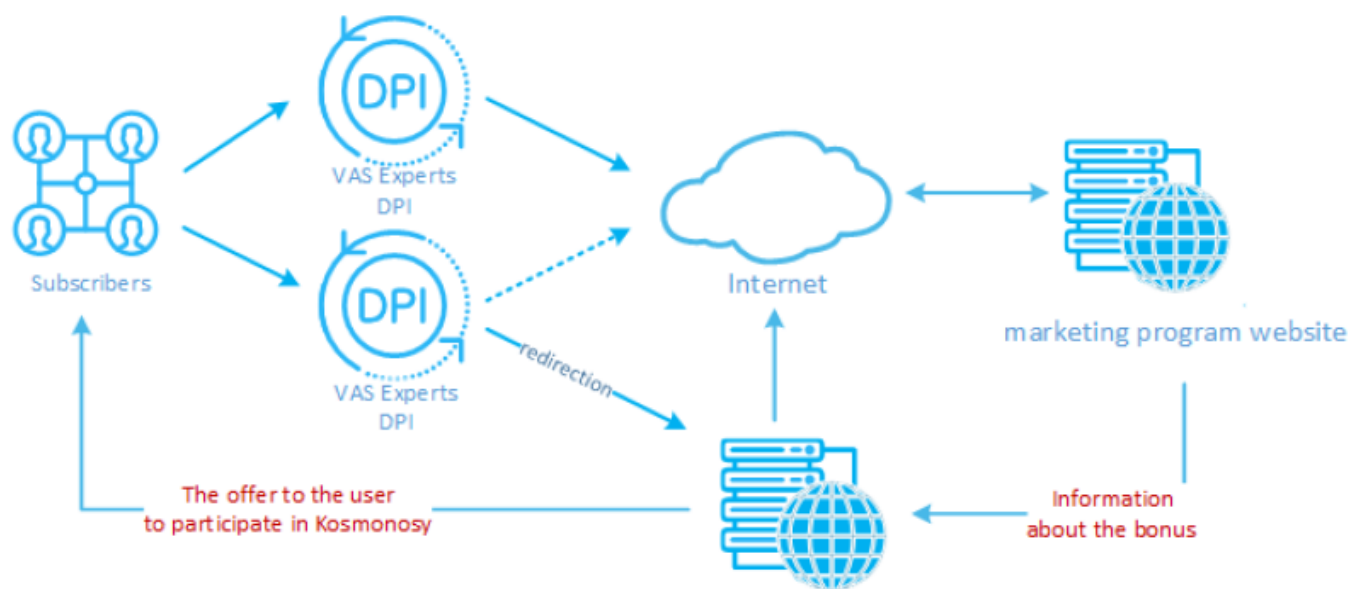 DPI
VAS Experts
DPI
Subscribers
DPI
VAS Experts
DPI
redirection
Internet
marketing program website
The offer to the user
to participate in Kosmonosy
Information
about the bonus